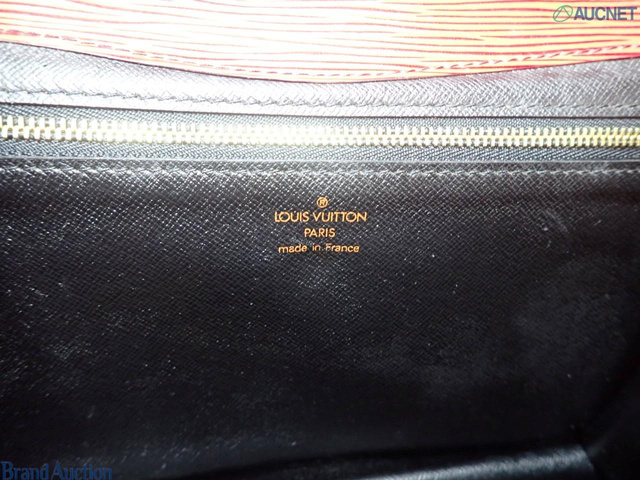 AUCNET
®
LOUIS VUITTON
PARIS
made in France
Brand Auction